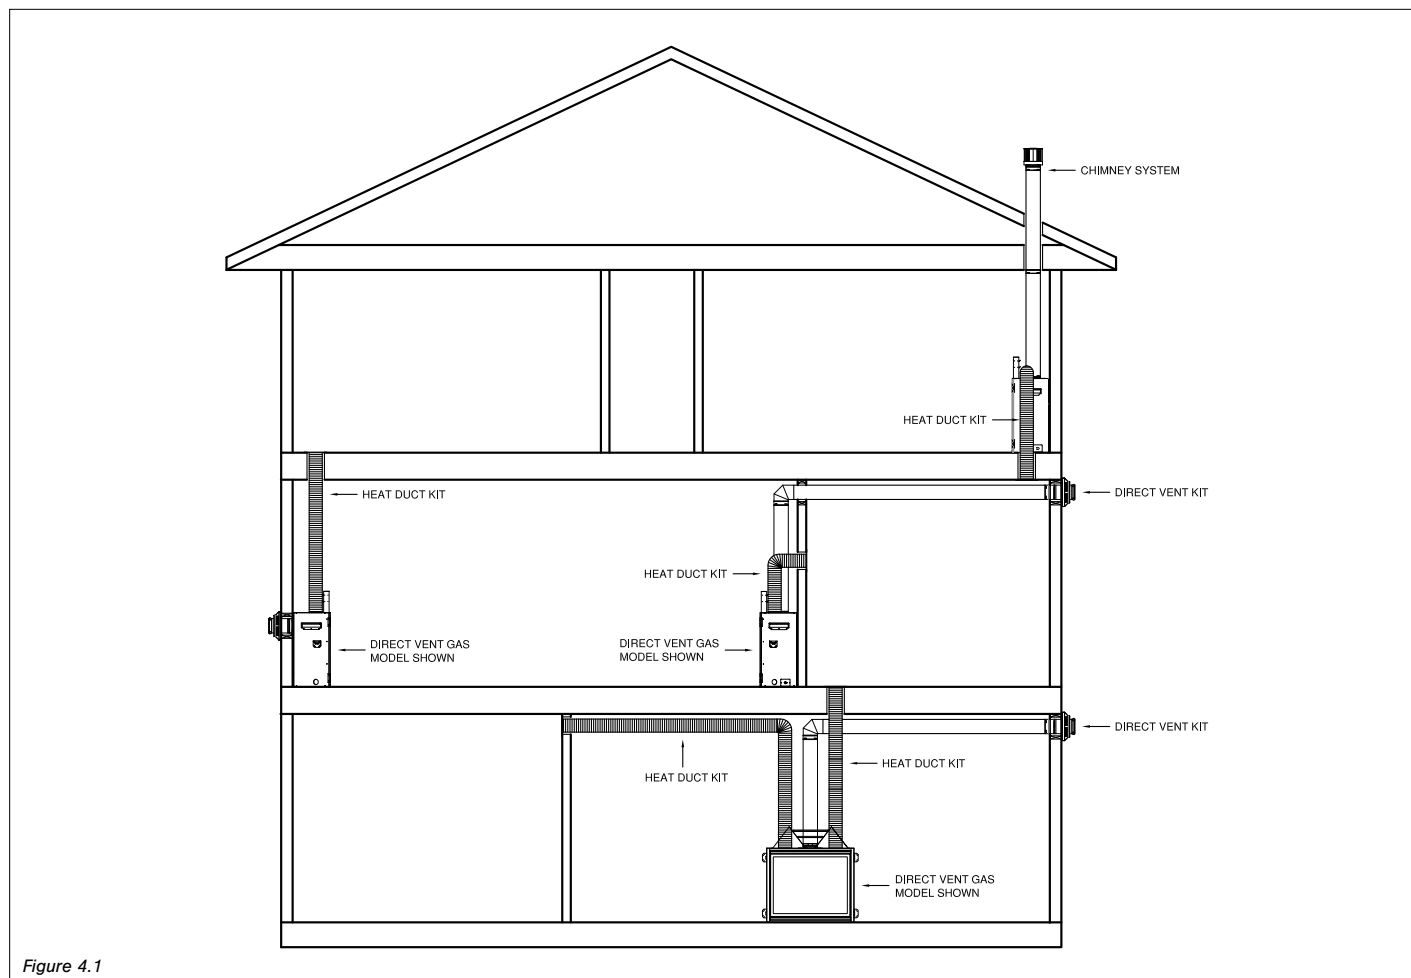 CHIMNEY SYSTEM
HEAT DUCT KIT
HEAT DUCT KIT
DIRECT VENT KIT
HEAT DUCT KIT
DIRECT VENT GAS
MODEL SHOWN
DIRECT VENT GAS
MODEL SHOWN
DIRECT VENT KIT
HEAT DUCT KIT
HEAT DUCT KIT
DIRECT VENT GAS
MODEL SHOWN
Figure 4.1